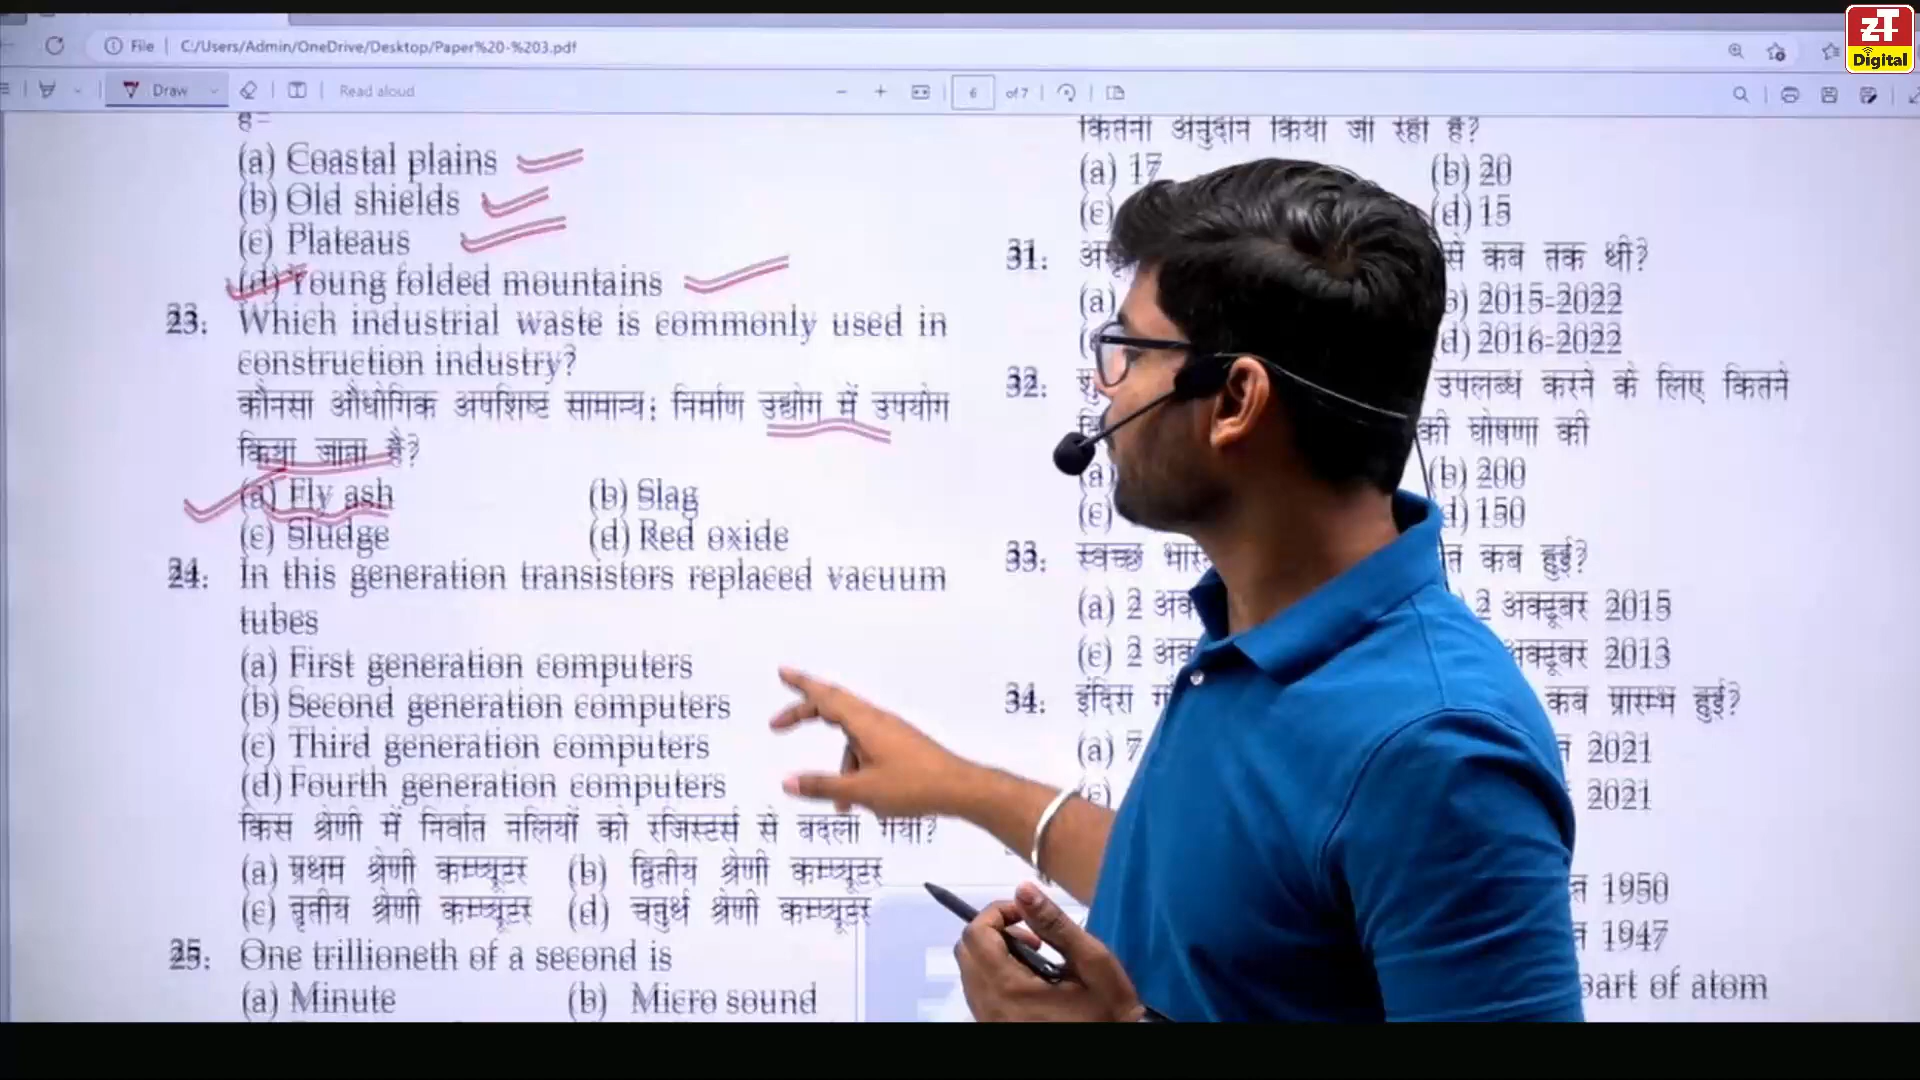 ZT
Digital
File
C:/Users/Admin/OneDrive/Desktop/Paper%20-%203.pdf
Draw
Read aloud
6
of 7
है-
(a) Coastal plains
(b) Old shields
(c) Plateaus
(d) Young folded mountains
23. Which industrial waste is commonly used in
construction industry?
कौनसा औधोगिक अपशिष्ट सामान्य: निर्माण उद्योग में उपयोग
किया जाता है?
(a) Fly ash (b) Slag
(c) Sludge (d) Red oxide
24. In this generation transistors replaced vacuum
tubes
(a) First generation computers
(b) Second generation computers
(c) Third generation computers
(d) Fourth generation computers
किस श्रेणी में निर्वात नलियों को रजिस्टर्स से बदला गया?
(a) प्रथम श्रेणी कम्प्यूटर (b) द्वितीय श्रेणी कम्प्यूटर
(c) तृतीय श्रेणी कम्प्यूटर (d) चतुर्थ श्रेणी कम्प्यूटर
25. One trillioneth of a second is
(a) Minute (b) Micro sound
कितना अनुदान किया जा रहा है?
(a) 17 (b) 20
(c) (d) 15
31. से कब तक थी?
(a) 2015-2022
(d) 2016-2022
32. उपलब्ध करने के लिए कितने
की घोषणा की
(a) (b) 200
(c) 150
33. स्वच्छ कब हुई?
(a) 2 2 अक्टूबर 2015
(c) 2 2013
34. इंदिरा कब प्रारम्भ हुई?
(a) 7 2021
2021
1950
1947
part of atom